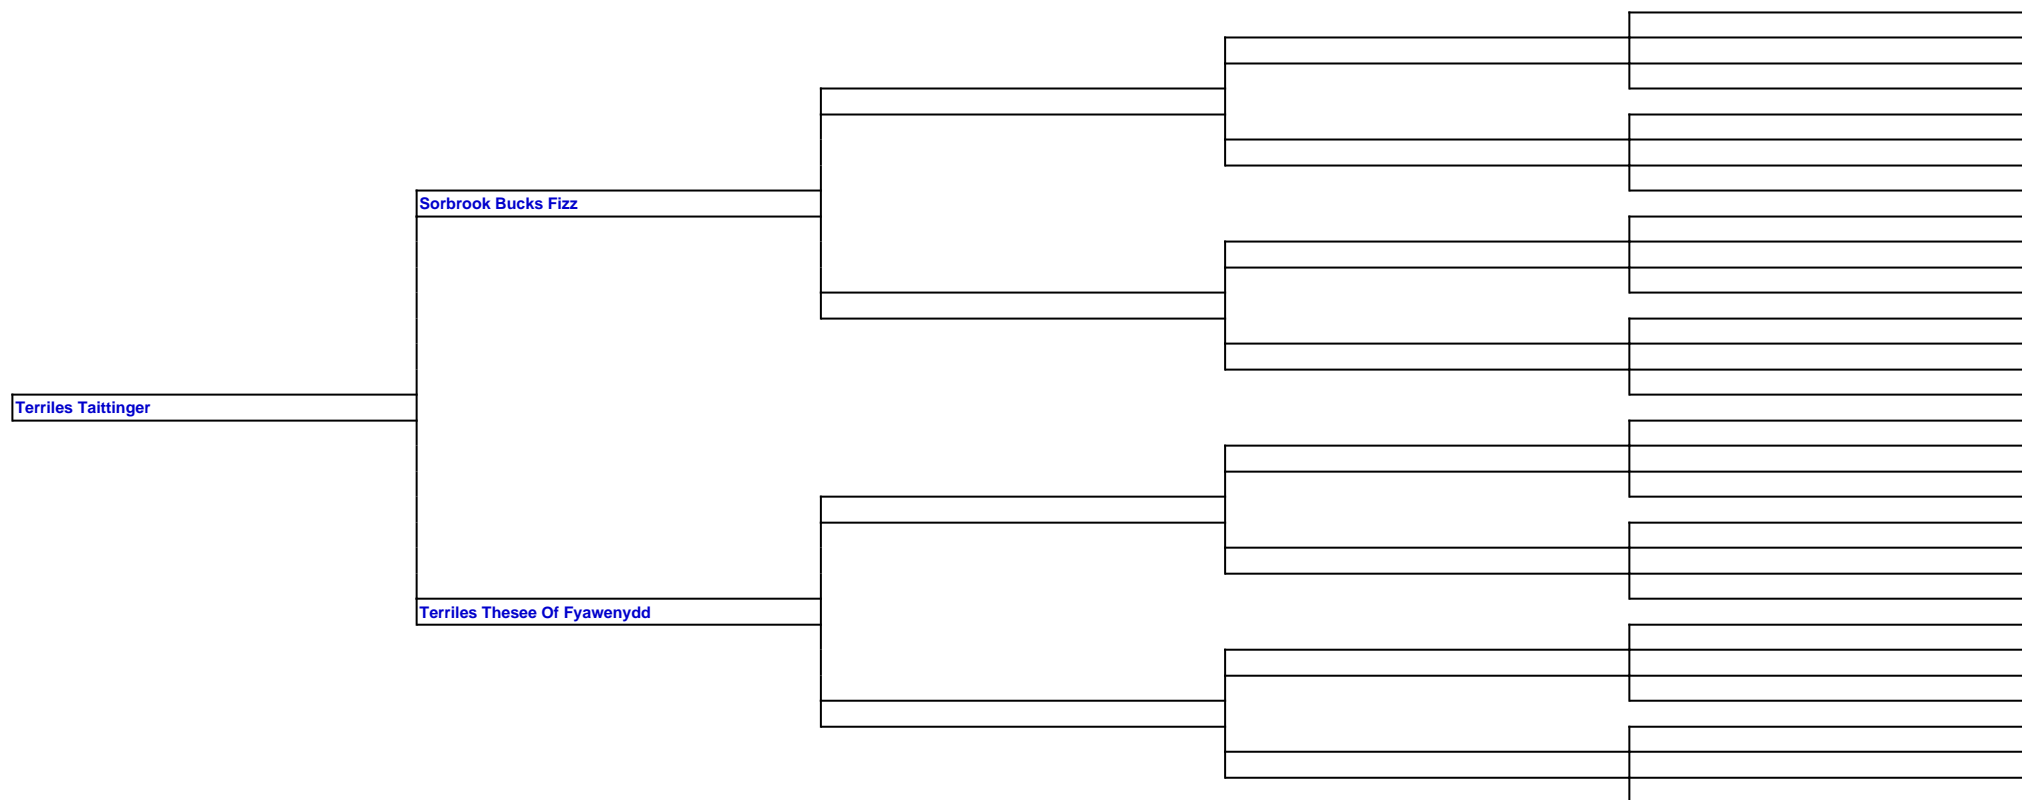 Sorbrook Bucks Fizz
Terriles Taittinger
Terriles Thesee Of Fyawenydd